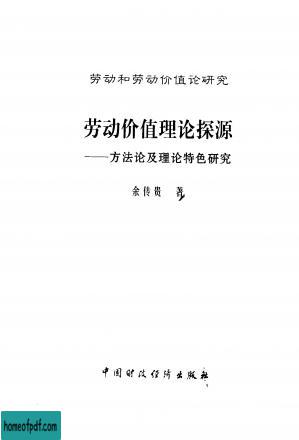 劳动和劳动价值论研究
劳动价值理论探源
——方法论及理论特色研究
余传贵 著
中国财政经济出版社
homeofpdf.com